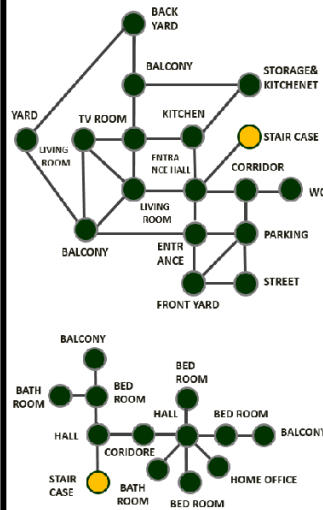 BACK
YARD
BALCONY
STORAGE&
KITCHENET
YARD
TV ROOM
KITCHEN
STAIR CASE
LIVING
ROOM
ENTRA
NCE HALL
CORRIDOR
WC
LIVING
ROOM
BALCONY
ENTR
ANCE
PARKING
STREET
FRONT YARD
BALCONY
BED
ROOM
BATH
ROOM
BED
ROOM
HALL
BED ROOM
BALCONY
HALL
CORIDORE
STAIR
CASE
BATH
ROOM
HOME OFFICE
BED ROOM